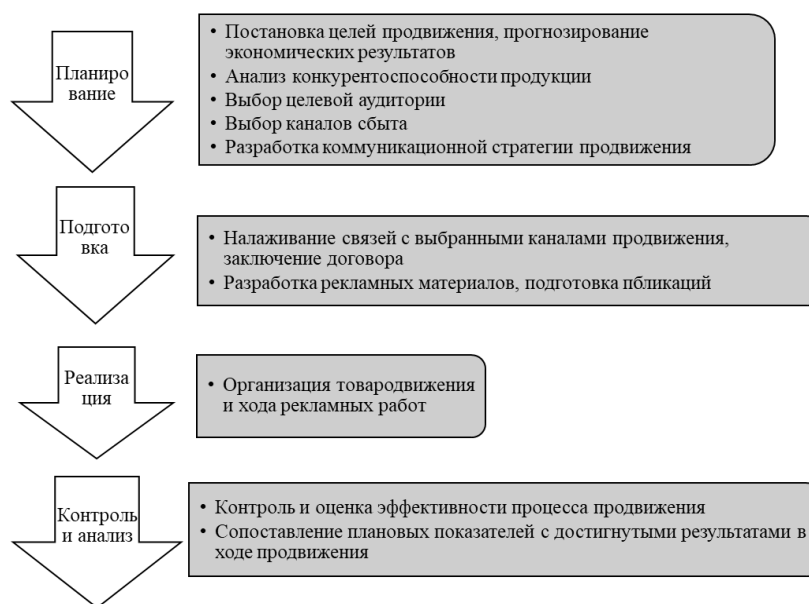 Планиро
вание
• Постановка целей продвижения, прогнозирование
экономических результатов
• Анализ конкурентоспособности продукции
• Выбор целевой аудитории
• Выбор каналов сбыта
• Разработка коммуникационной стратегии продвижения
Подгото
вка
• Налаживание связей с выбранными каналами продвижения,
заключение договора
• Разработка рекламных материалов, подготовка пбликаций
Реализа
ция
• Организация товародвижения
и хода рекламных работ
Контроль
и анализ
• Контроль и оценка эффективности процесса продвижения
• Сопоставление плановых показателей с достигнутыми результатами в
ходе продвижения